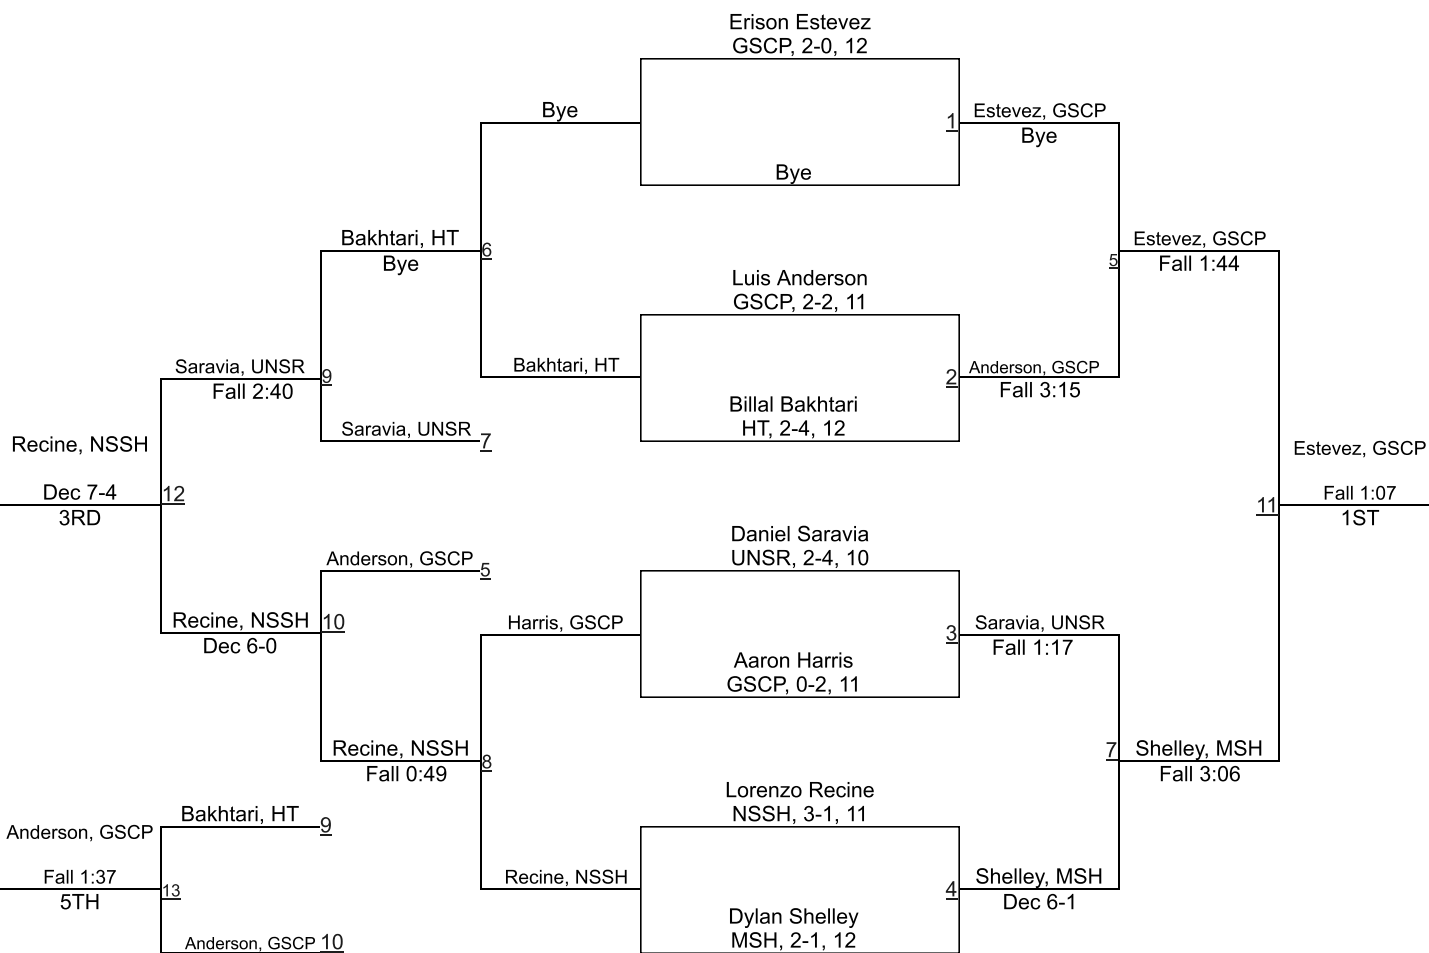 Erison Estevez
GSCP, 2-0, 12
Bye
1
Estevez, GSCP
Bye
Bye
Bakhtari, HT
Bye
6
Estevez, GSCP
Fall 1:44
5
Luis Anderson
GSCP, 2-2, 11
Saravia, UNSR
Fall 2:40
9
Bakhtari, HT
2
Anderson, GSCP
Fall 3:15
Billal Bakhtari
HT, 2-4, 12
Saravia, UNSR
7
Recine, NSSH
Dec 7-4
3RD
12
Estevez, GSCP
Fall 1:07
1ST
11
Daniel Saravia
UNSR, 2-4, 10
Anderson, GSCP
5
Recine, NSSH
Dec 6-0
10
Harris, GSCP
3
Saravia, UNSR
Fall 1:17
Aaron Harris
GSCP, 0-2, 11
Recine, NSSH
Fall 0:49
8
7
Shelley, MSH
Fall 3:06
Lorenzo Recine
NSSH, 3-1, 11
Bakhtari, HT
9
Anderson, GSCP
Fall 1:37
5TH
13
Recine, NSSH
4
Shelley, MSH
Dec 6-1
Dylan Shelley
MSH, 2-1, 12
Anderson, GSCP
10